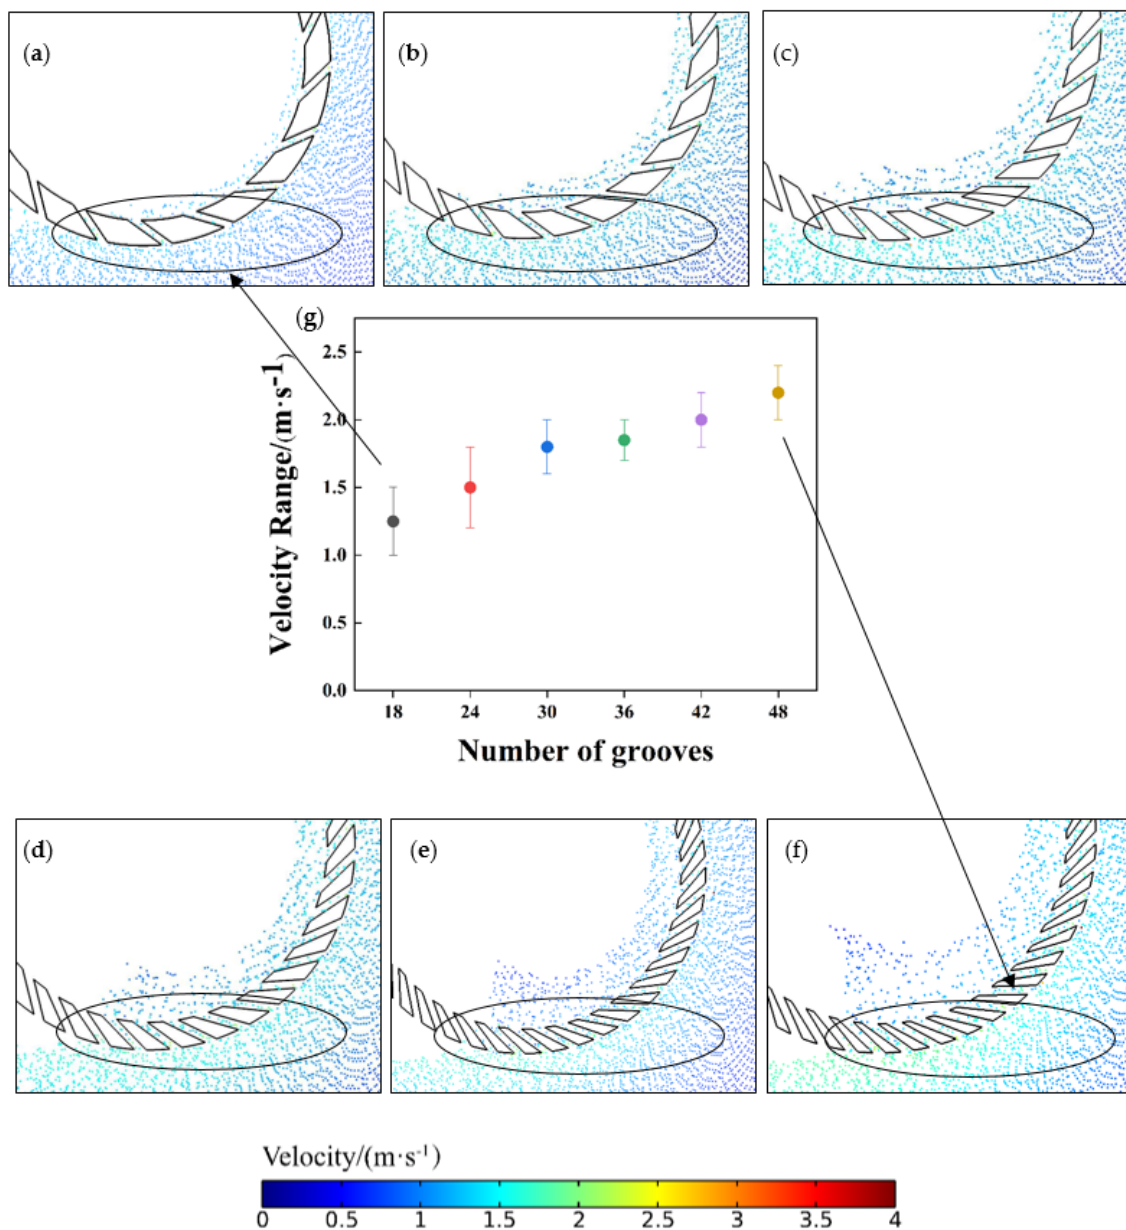 (a)
(b)
(c)
(g)
Velocity Range/(m·s-1)
2.5
2.0
1.5
1.0
0.5
0.0
18 24 30 36 42 48
Number of grooves
(d)
(e)
(f)
Velocity/(m·s-1)
0 0.5 1 1.5 2 2.5 3 3.5 4